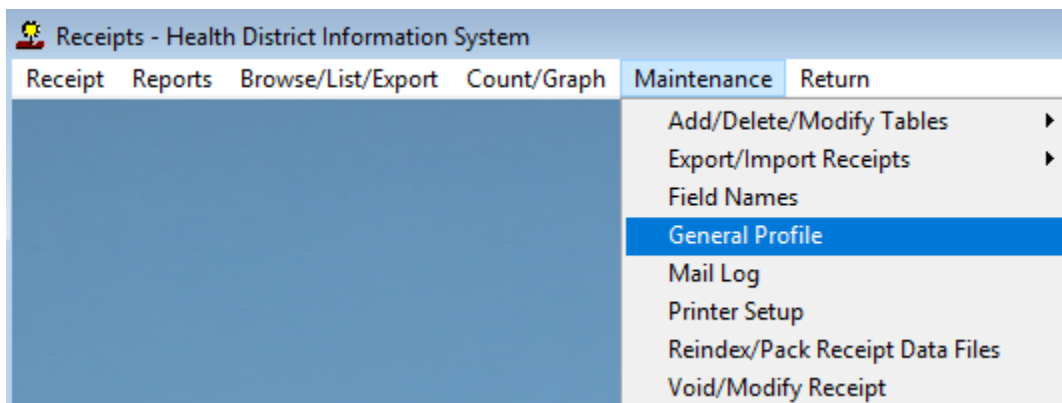 Receipts - Health District Information System
Receipt Reports Browse/List/Export Count/Graph Maintenance Return
Add/Delete/Modify Tables
Export/Import Receipts
Field Names
General Profile
Mail Log
Printer Setup
Reindex/Pack Receipt Data Files
Void/Modify Receipt